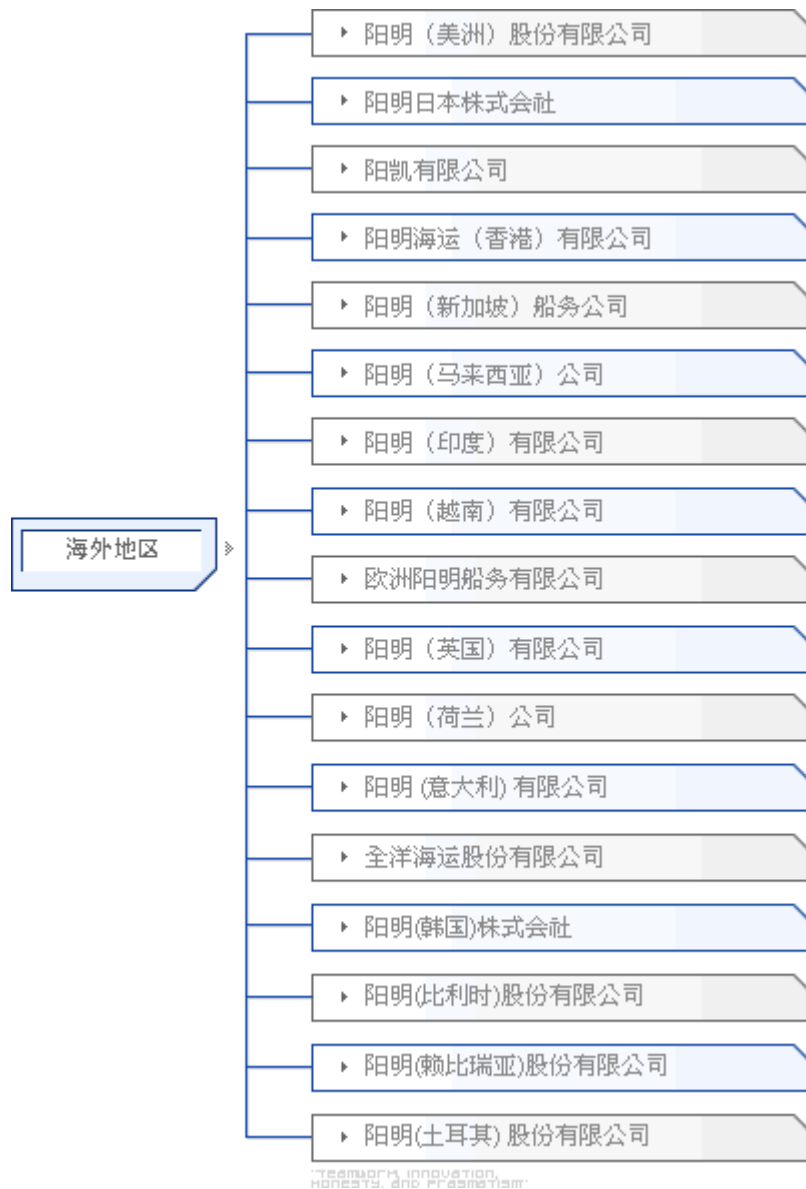 阳明（美洲）股份有限公司
阳明日本株式会社
阳凯有限公司
阳明海运（香港）有限公司
阳明（新加坡）船务公司
阳明（马来西亚）公司
阳明（印度）有限公司
阳明（越南）有限公司
海外地区
欧洲阳明船务有限公司
阳明（英国）有限公司
阳明（荷兰）公司
阳明 (意大利) 有限公司
全洋海运股份有限公司
阳明(韩国)株式会社
阳明(比利时)股份有限公司
阳明(赖比瑞亚)股份有限公司
阳明(土耳其) 股份有限公司
"Teamwork, Innovation,
Honesty, and Pragmatism"